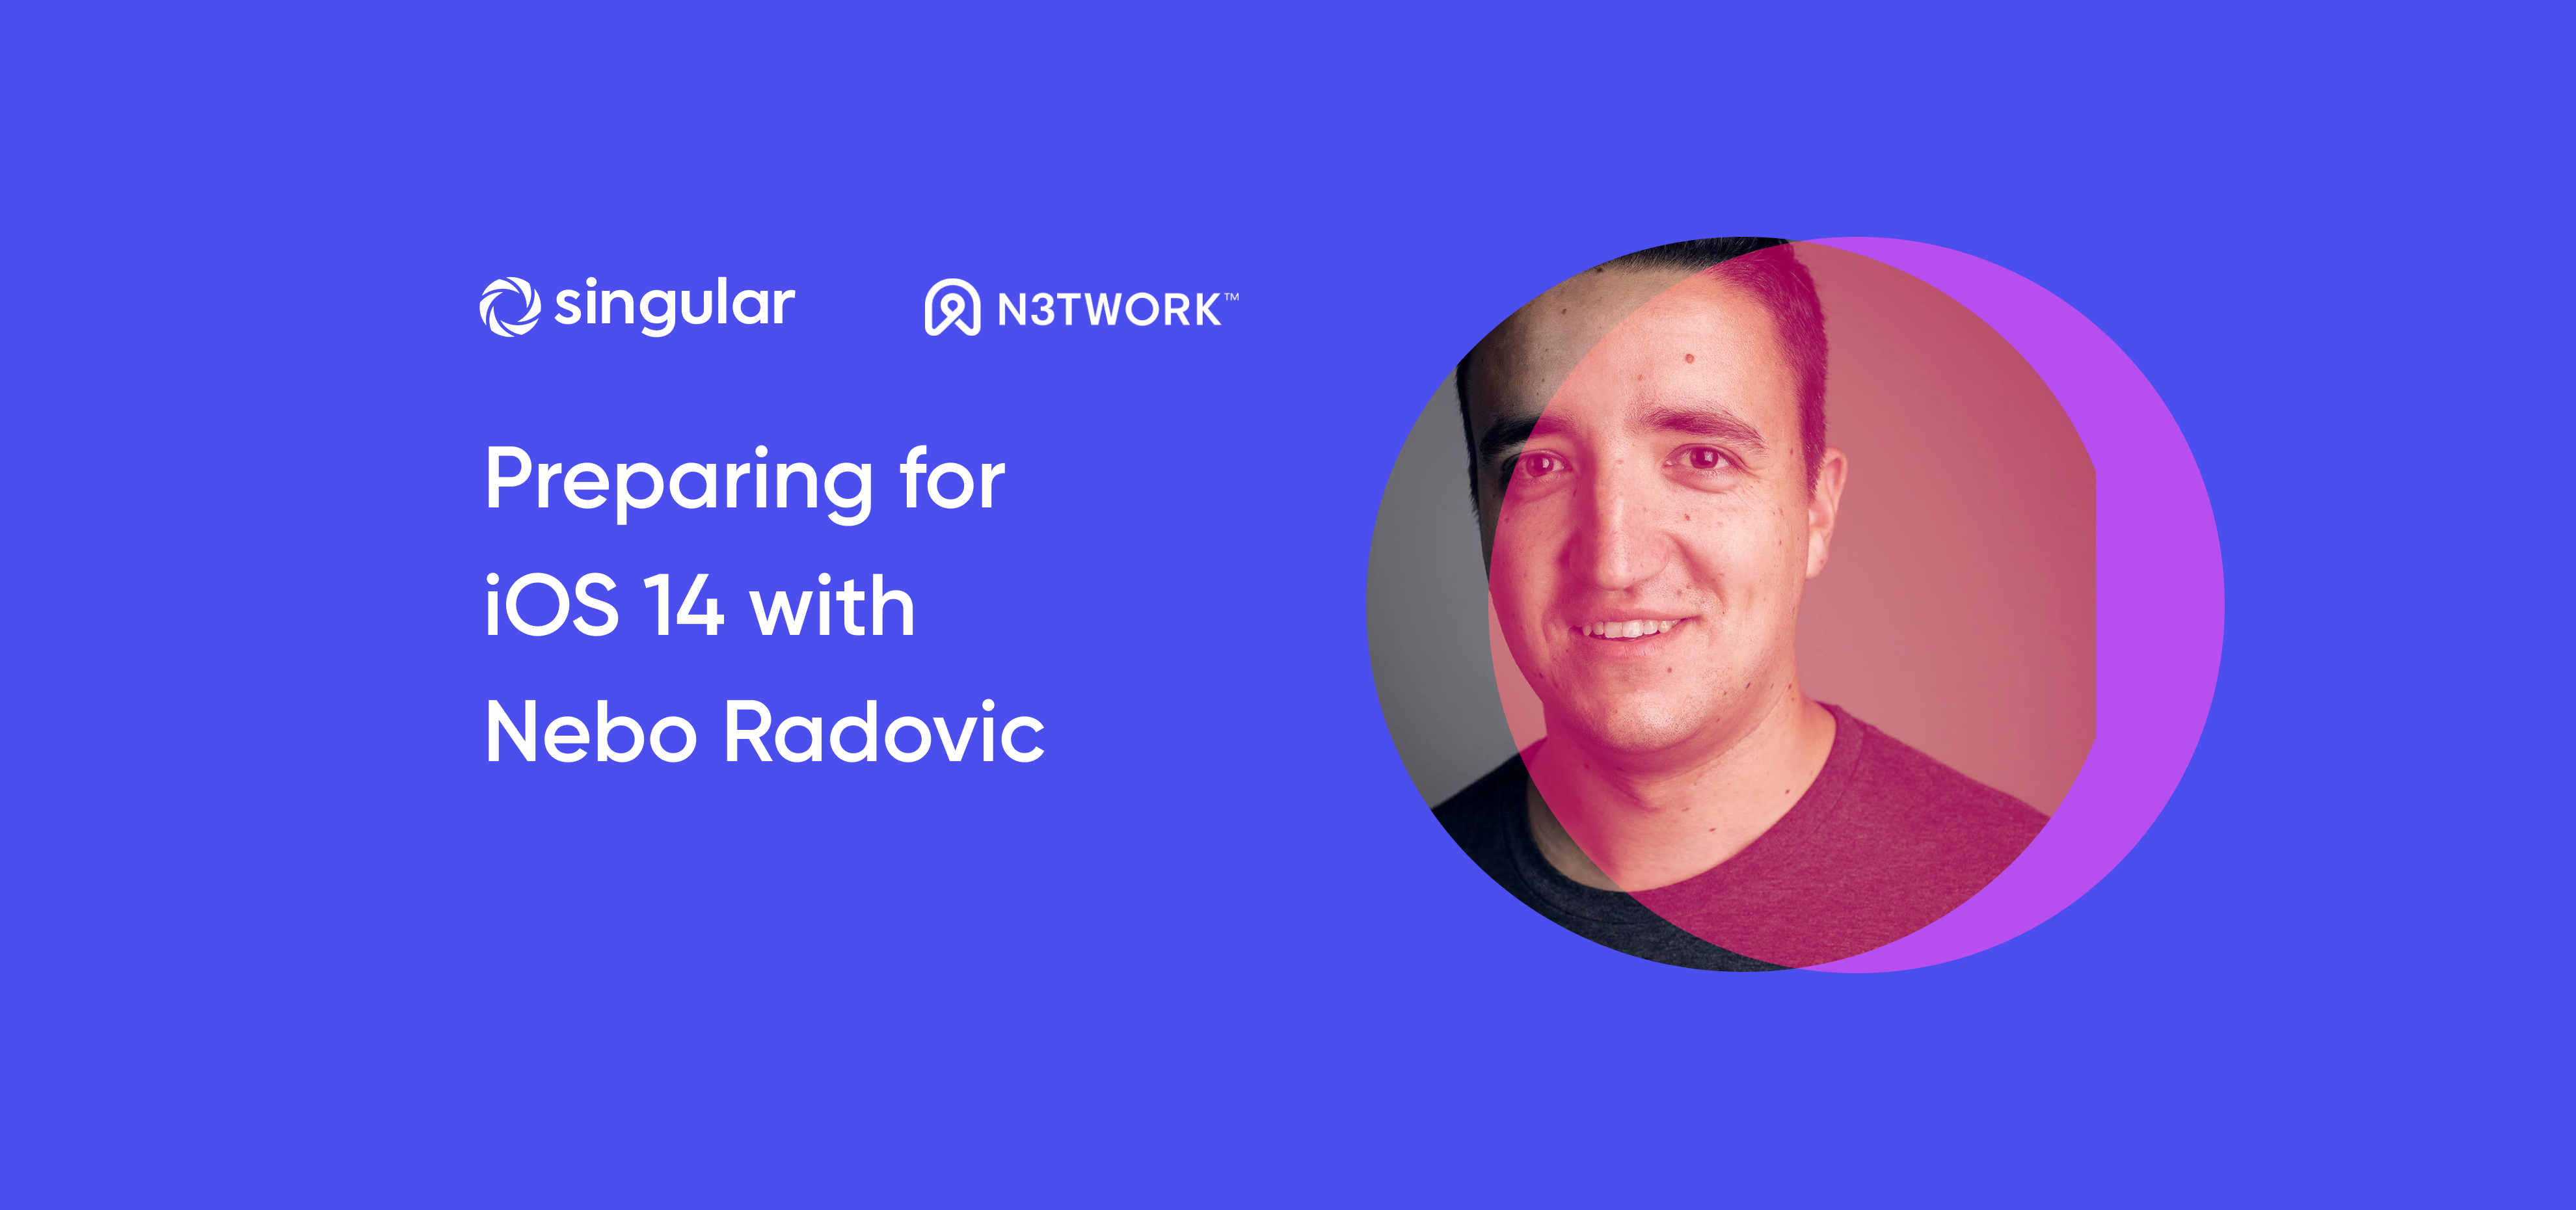 singular
N3TWORK™
Preparing for
iOS 14 with
Nebo Radovic